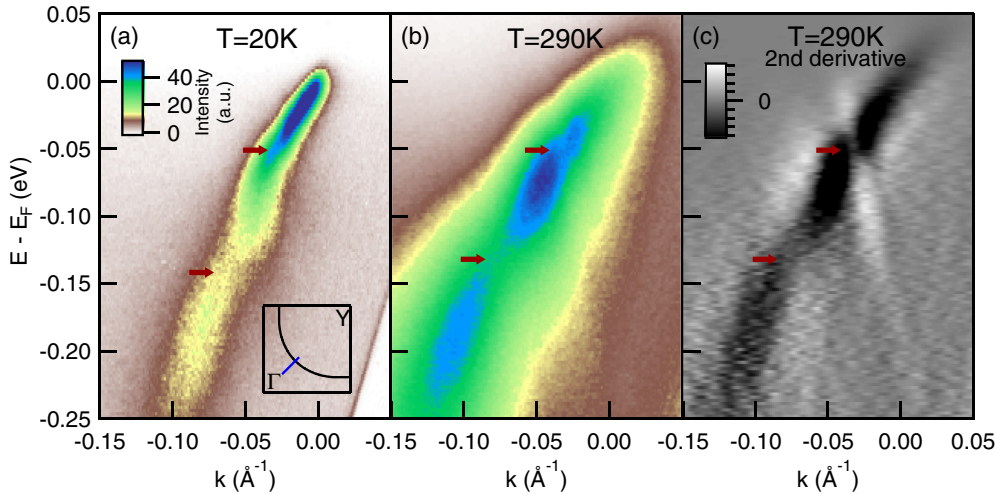 0.05
0.00
-0.05
-0.10
-0.15
-0.20
-0.25
E - E_F (eV)
(a)
T=20K
40
20
0
Intensity
(a.u.)
Y
Γ
(b)
T=290K
(c)
T=290K
2nd derivative
0
-0.15 -0.10 -0.05 0.00
-0.15 -0.10 -0.05 0.00
-0.15 -0.10 -0.05 0.00 0.05
k (Å⁻¹)
k (Å⁻¹)
k (Å⁻¹)